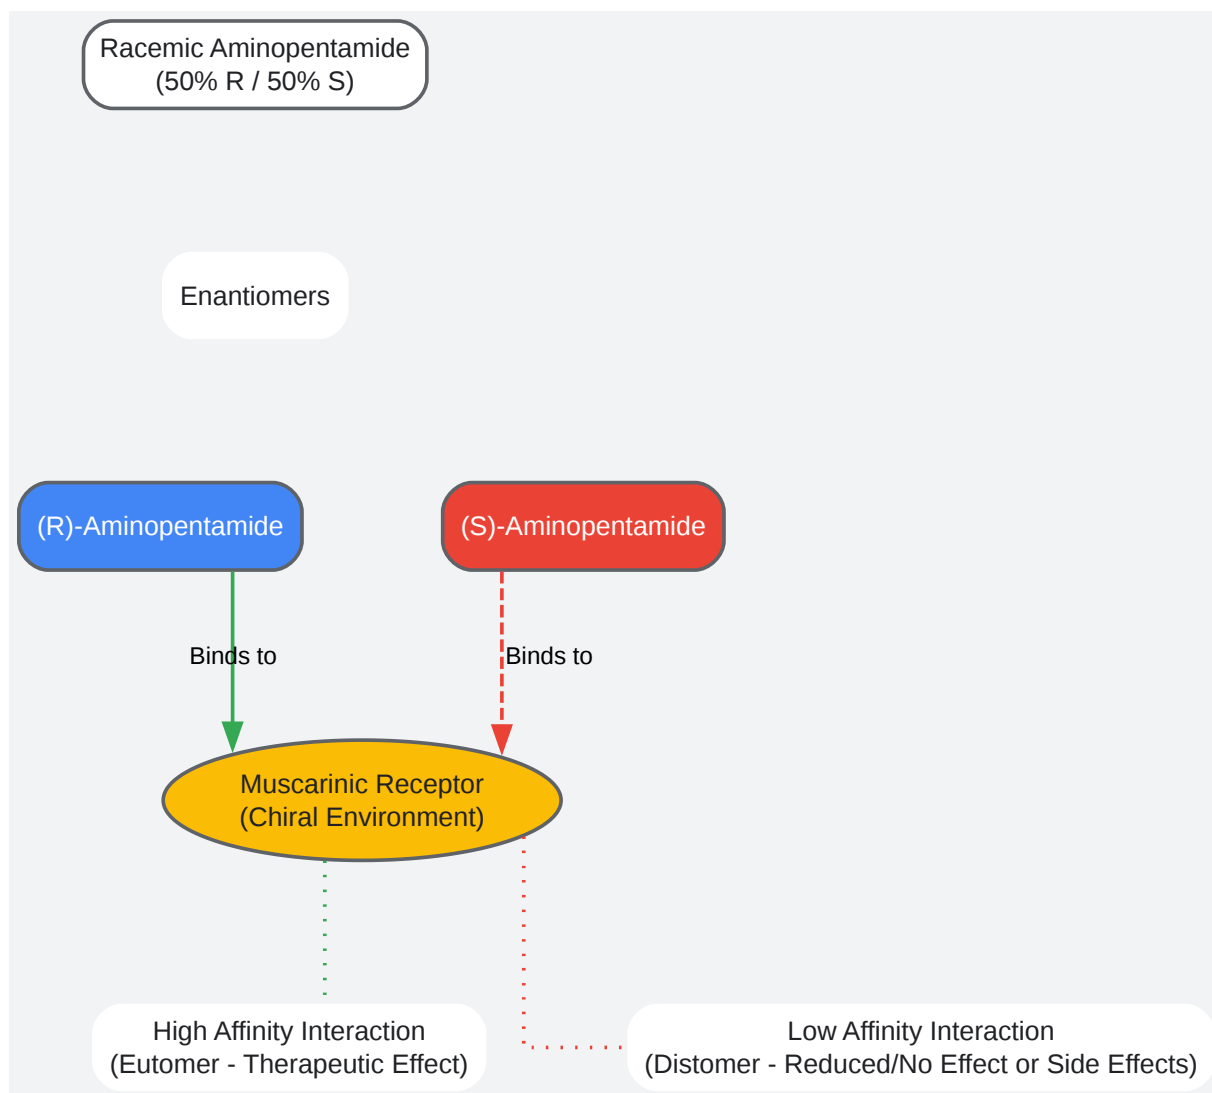 Racemic Aminopentamide
(50% R / 50% S)
Enantiomers
(R)-Aminopentamide
(S)-Aminopentamide
Binds to
Binds to
Muscarinic Receptor
(Chiral Environment)
High Affinity Interaction
(Eutomer - Therapeutic Effect)
Low Affinity Interaction
(Distomer - Reduced/No Effect or Side Effects)